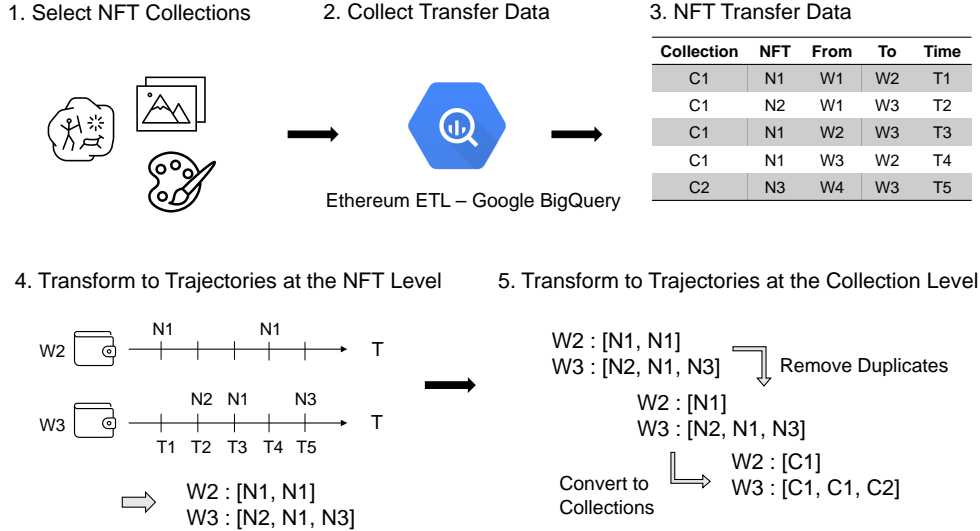 1. Select NFT Collections
2. Collect Transfer Data
Ethereum ETL – Google BigQuery
3. NFT Transfer Data
Collection NFT From To Time
C1 N1 W1 W2 T1
C1 N2 W1 W3 T2
C1 N1 W2 W3 T3
C1 N1 W3 W2 T4
C2 N3 W4 W3 T5
4. Transform to Trajectories at the NFT Level
N1 N1
W2 T
N2 N1 N3
W3 T
T1 T2 T3 T4 T5
W2 : [N1, N1]
W3 : [N2, N1, N3]
5. Transform to Trajectories at the Collection Level
W2 : [N1, N1]
W3 : [N2, N1, N3]
Remove Duplicates
W2 : [N1]
W3 : [N2, N1, N3]
Convert to
Collections
W2 : [C1]
W3 : [C1, C1, C2]